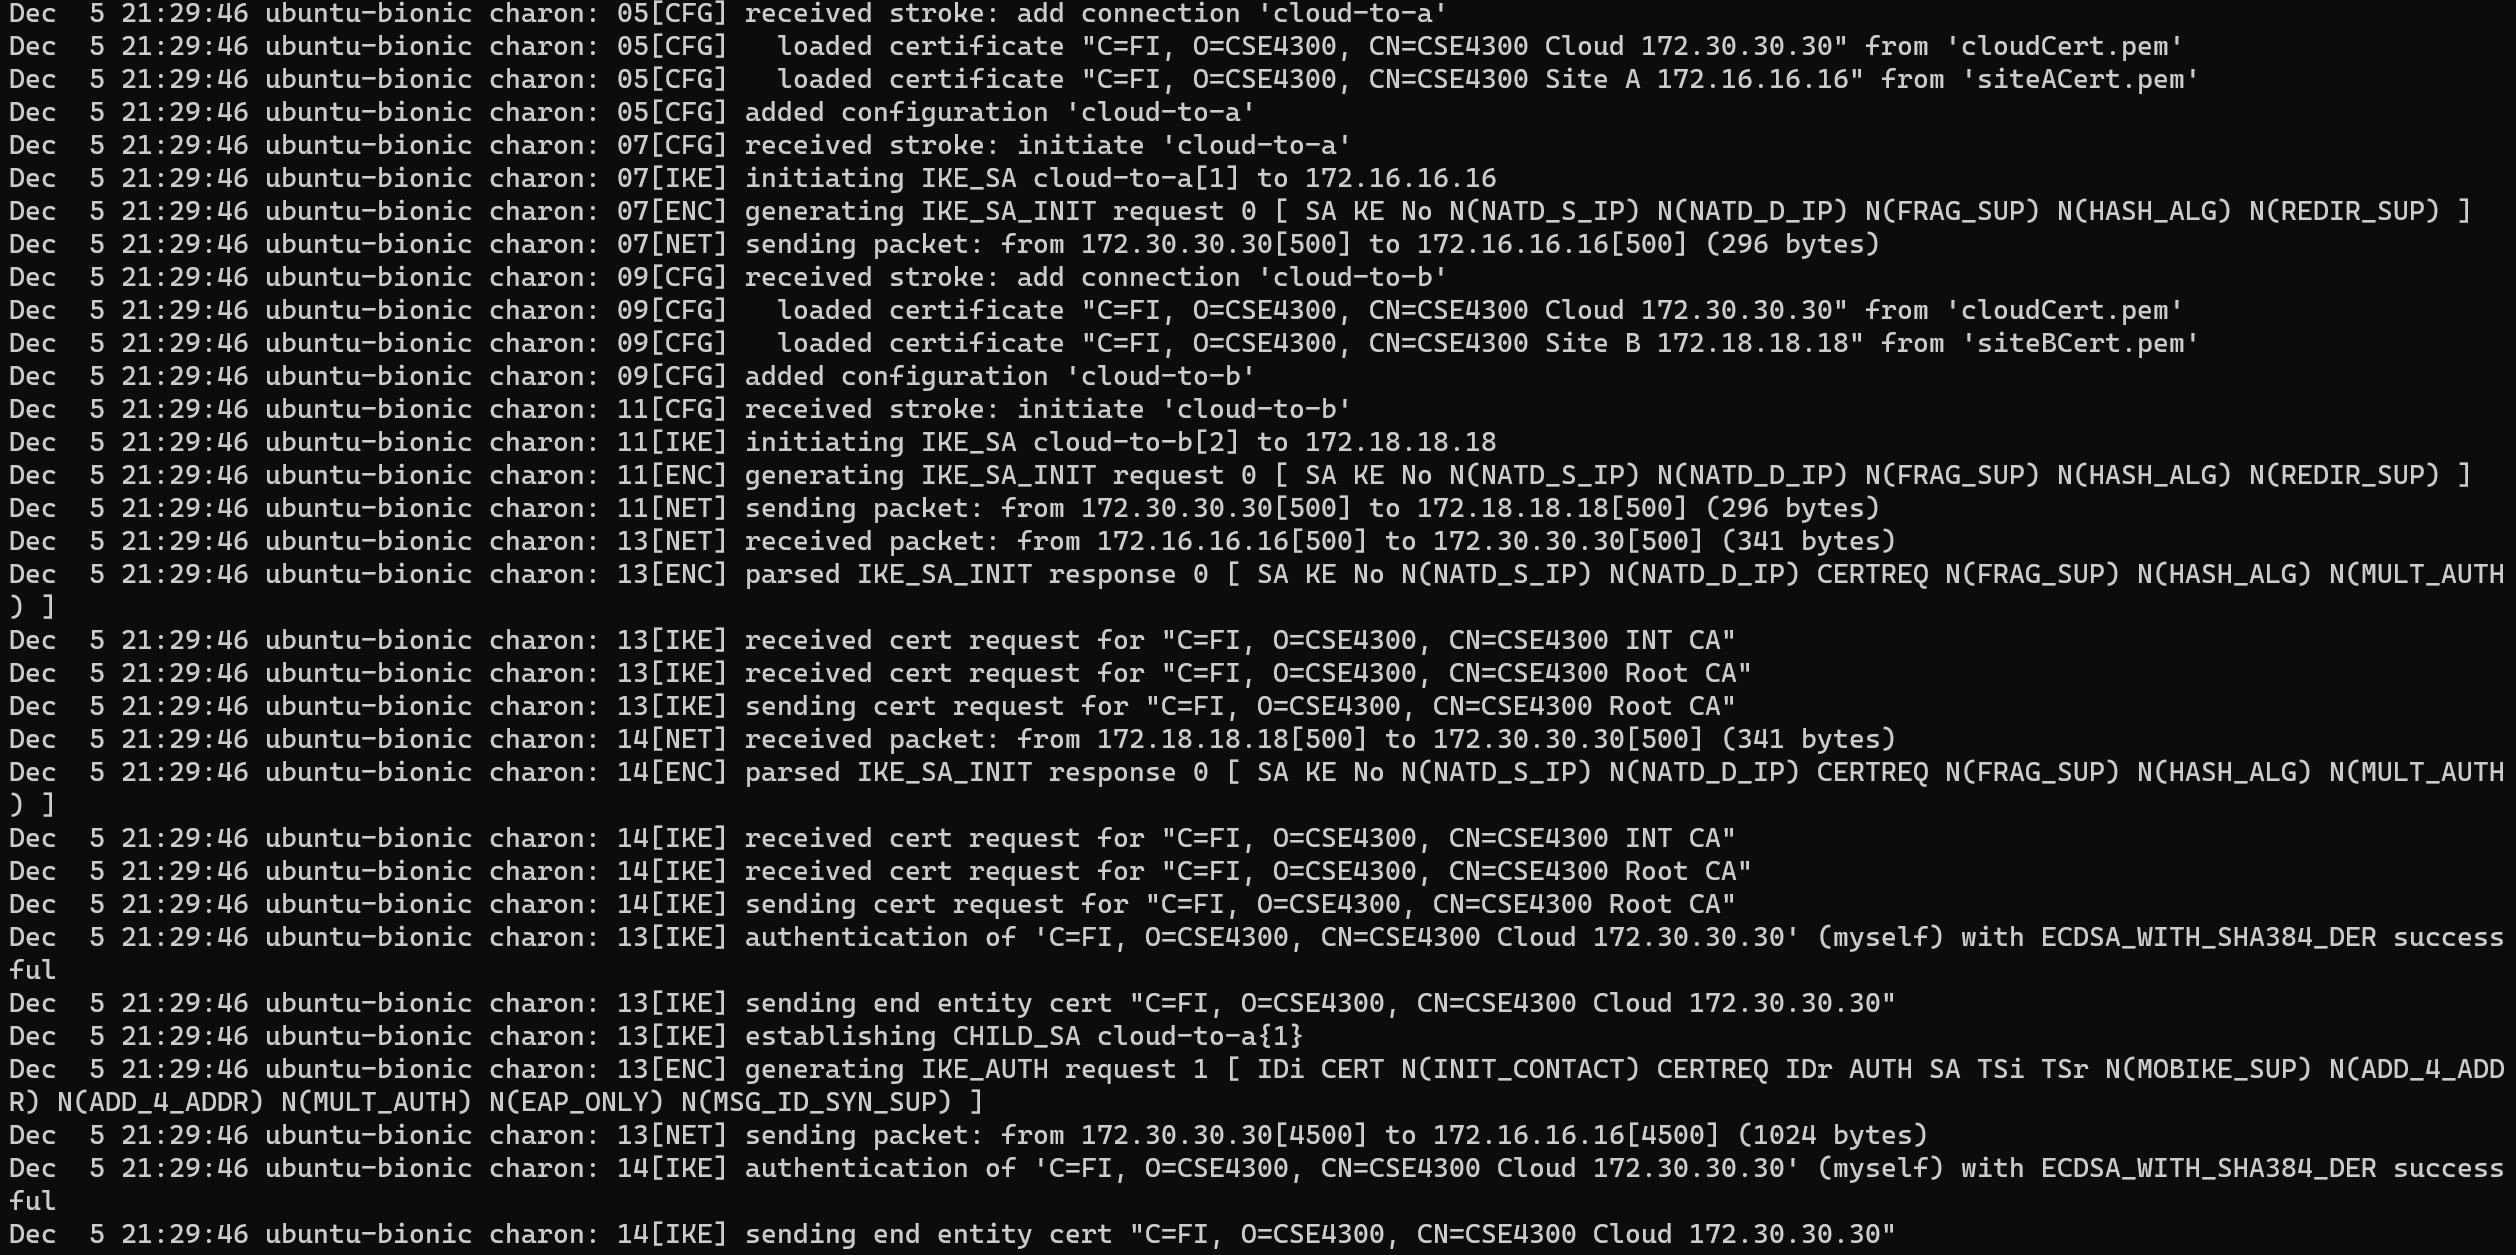 Dec  5 21:29:46 ubuntu-bionic charon: 05[CFG] received stroke: add connection 'cloud-to-a'
Dec  5 21:29:46 ubuntu-bionic charon: 05[CFG]   loaded certificate "C=FI, O=CSE4300, CN=CSE4300 Cloud 172.30.30.30" from 'cloudCert.pem'
Dec  5 21:29:46 ubuntu-bionic charon: 05[CFG]   loaded certificate "C=FI, O=CSE4300, CN=CSE4300 Site A 172.16.16.16" from 'siteACert.pem'
Dec  5 21:29:46 ubuntu-bionic charon: 05[CFG] added configuration 'cloud-to-a'
Dec  5 21:29:46 ubuntu-bionic charon: 07[CFG] received stroke: initiate 'cloud-to-a'
Dec  5 21:29:46 ubuntu-bionic charon: 07[IKE] initiating IKE_SA cloud-to-a[1] to 172.16.16.16
Dec  5 21:29:46 ubuntu-bionic charon: 07[ENC] generating IKE_SA_INIT request 0 [ SA KE No N(NATD_S_IP) N(NATD_D_IP) N(FRAG_SUP) N(HASH_ALG) N(REDIR_SUP) ]
Dec  5 21:29:46 ubuntu-bionic charon: 07[NET] sending packet: from 172.30.30.30[500] to 172.16.16.16[500] (296 bytes)
Dec  5 21:29:46 ubuntu-bionic charon: 09[CFG] received stroke: add connection 'cloud-to-b'
Dec  5 21:29:46 ubuntu-bionic charon: 09[CFG]   loaded certificate "C=FI, O=CSE4300, CN=CSE4300 Cloud 172.30.30.30" from 'cloudCert.pem'
Dec  5 21:29:46 ubuntu-bionic charon: 09[CFG]   loaded certificate "C=FI, O=CSE4300, CN=CSE4300 Site B 172.18.18.18" from 'siteBCert.pem'
Dec  5 21:29:46 ubuntu-bionic charon: 09[CFG] added configuration 'cloud-to-b'
Dec  5 21:29:46 ubuntu-bionic charon: 11[CFG] received stroke: initiate 'cloud-to-b'
Dec  5 21:29:46 ubuntu-bionic charon: 11[IKE] initiating IKE_SA cloud-to-b[2] to 172.18.18.18
Dec  5 21:29:46 ubuntu-bionic charon: 11[ENC] generating IKE_SA_INIT request 0 [ SA KE No N(NATD_S_IP) N(NATD_D_IP) N(FRAG_SUP) N(HASH_ALG) N(REDIR_SUP) ]
Dec  5 21:29:46 ubuntu-bionic charon: 11[NET] sending packet: from 172.30.30.30[500] to 172.18.18.18[500] (296 bytes)
Dec  5 21:29:46 ubuntu-bionic charon: 13[NET] received packet: from 172.16.16.16[500] to 172.30.30.30[500] (341 bytes)
Dec  5 21:29:46 ubuntu-bionic charon: 13[ENC] parsed IKE_SA_INIT response 0 [ SA KE No N(NATD_S_IP) N(NATD_D_IP) CERTREQ N(FRAG_SUP) N(HASH_ALG) N(MULT_AUTH
) ]
Dec  5 21:29:46 ubuntu-bionic charon: 13[IKE] received cert request for "C=FI, O=CSE4300, CN=CSE4300 INT CA"
Dec  5 21:29:46 ubuntu-bionic charon: 13[IKE] received cert request for "C=FI, O=CSE4300, CN=CSE4300 Root CA"
Dec  5 21:29:46 ubuntu-bionic charon: 13[IKE] sending cert request for "C=FI, O=CSE4300, CN=CSE4300 Root CA"
Dec  5 21:29:46 ubuntu-bionic charon: 14[NET] received packet: from 172.18.18.18[500] to 172.30.30.30[500] (341 bytes)
Dec  5 21:29:46 ubuntu-bionic charon: 14[ENC] parsed IKE_SA_INIT response 0 [ SA KE No N(NATD_S_IP) N(NATD_D_IP) CERTREQ N(FRAG_SUP) N(HASH_ALG) N(MULT_AUTH
) ]
Dec  5 21:29:46 ubuntu-bionic charon: 14[IKE] received cert request for "C=FI, O=CSE4300, CN=CSE4300 INT CA"
Dec  5 21:29:46 ubuntu-bionic charon: 14[IKE] received cert request for "C=FI, O=CSE4300, CN=CSE4300 Root CA"
Dec  5 21:29:46 ubuntu-bionic charon: 14[IKE] sending cert request for "C=FI, O=CSE4300, CN=CSE4300 Root CA"
Dec  5 21:29:46 ubuntu-bionic charon: 13[IKE] authentication of 'C=FI, O=CSE4300, CN=CSE4300 Cloud 172.30.30.30' (myself) with ECDSA_WITH_SHA384_DER success
ful
Dec  5 21:29:46 ubuntu-bionic charon: 13[IKE] sending end entity cert "C=FI, O=CSE4300, CN=CSE4300 Cloud 172.30.30.30"
Dec  5 21:29:46 ubuntu-bionic charon: 13[IKE] establishing CHILD_SA cloud-to-a{1}
Dec  5 21:29:46 ubuntu-bionic charon: 13[ENC] generating IKE_AUTH request 1 [ IDi CERT N(INIT_CONTACT) CERTREQ IDr AUTH SA TSi TSr N(MOBIKE_SUP) N(ADD_4_ADD
R) N(ADD_4_ADDR) N(MULT_AUTH) N(EAP_ONLY) N(MSG_ID_SYN_SUP) ]
Dec  5 21:29:46 ubuntu-bionic charon: 13[NET] sending packet: from 172.30.30.30[4500] to 172.16.16.16[4500] (1024 bytes)
Dec  5 21:29:46 ubuntu-bionic charon: 14[IKE] authentication of 'C=FI, O=CSE4300, CN=CSE4300 Cloud 172.30.30.30' (myself) with ECDSA_WITH_SHA384_DER success
ful
Dec  5 21:29:46 ubuntu-bionic charon: 14[IKE] sending end entity cert "C=FI, O=CSE4300, CN=CSE4300 Cloud 172.30.30.30"